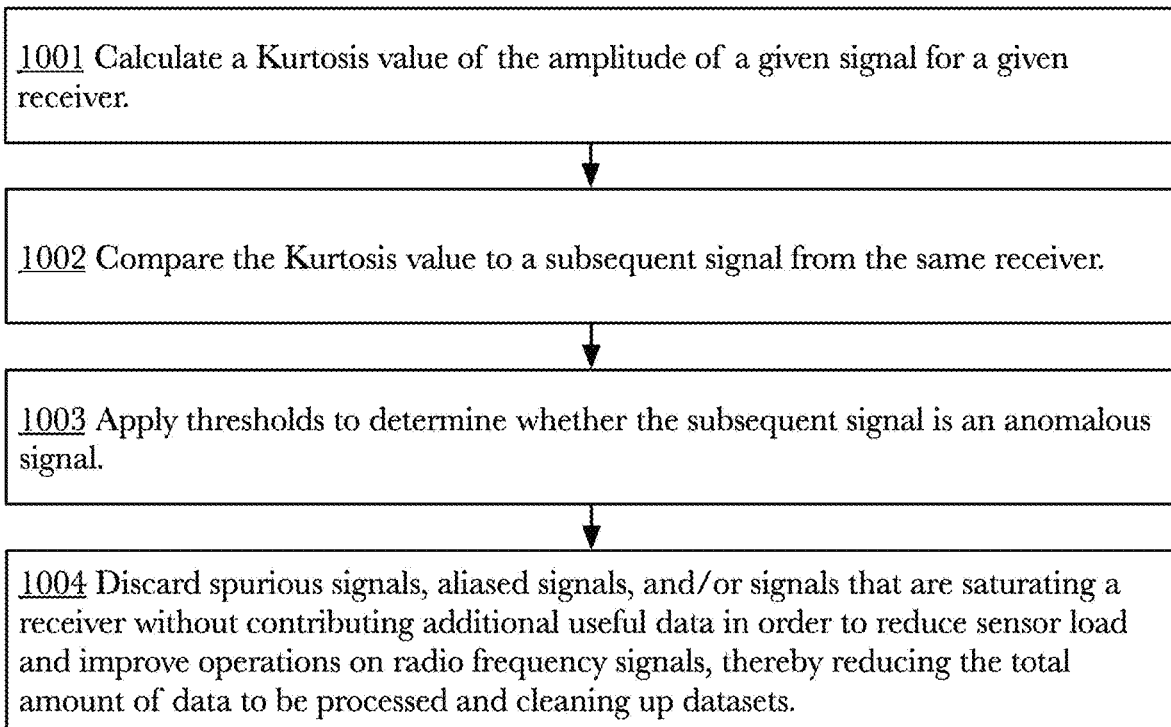 1001 Calculate a Kurtosis value of the amplitude of a given signal for a given
receiver.
1002 Compare the Kurtosis value to a subsequent signal from the same receiver.
1003 Apply thresholds to determine whether the subsequent signal is an anomalous
signal.
1004 Discard spurious signals, aliased signals, and/or signals that are saturating a
receiver without contributing additional useful data in order to reduce sensor load
and improve operations on radio frequency signals, thereby reducing the total
amount of data to be processed and cleaning up datasets.